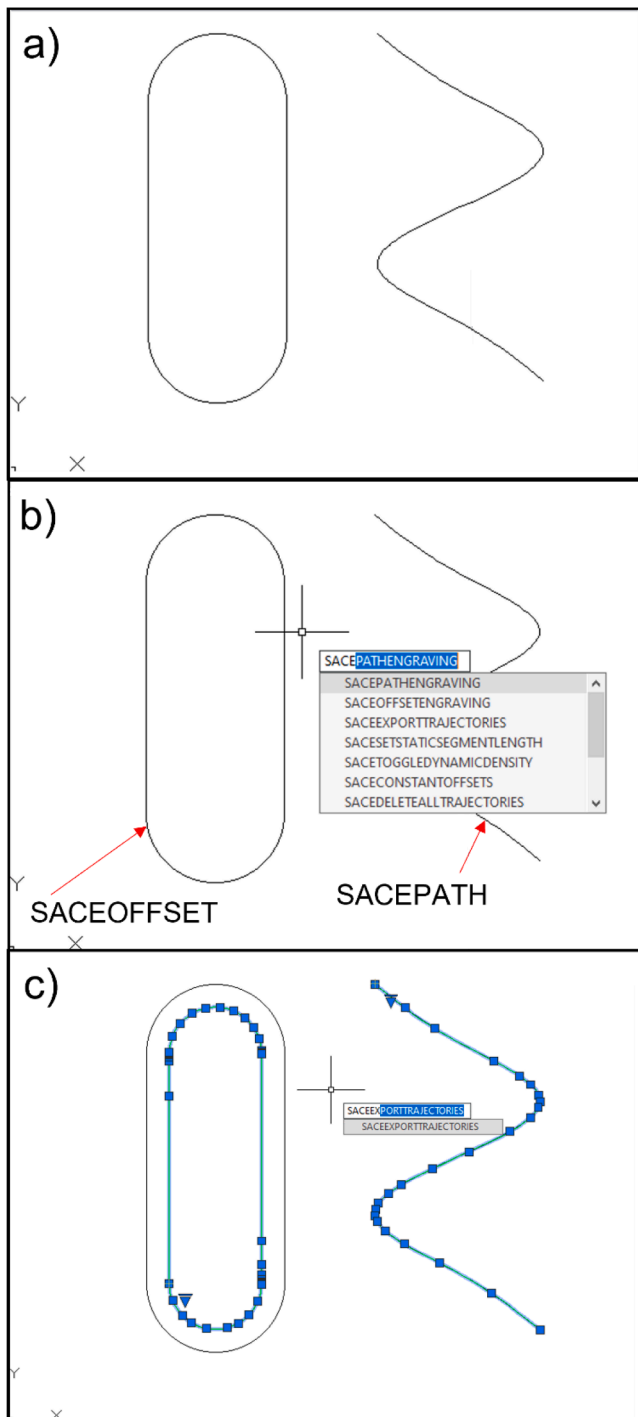 a)
Y
X
b)
SACEPATHENGRAVING
SACEPATHENGRAVING
SACEOFFSETENGRAVING
SACEEXPORTTRAJECTORIES
SACESETSTATICSEGMENTLENGTH
SACETOGGLEDYNAMICDENSITY
SACECONSTANTOFFSETS
SACEDELETEALLTRAJECTORIES
SACEPATH
SACEOFFSET
Y
X
c)
SACEEXPORTTRAJECTORIES
SACEEXPORTTRAJECTORIES
Y
X